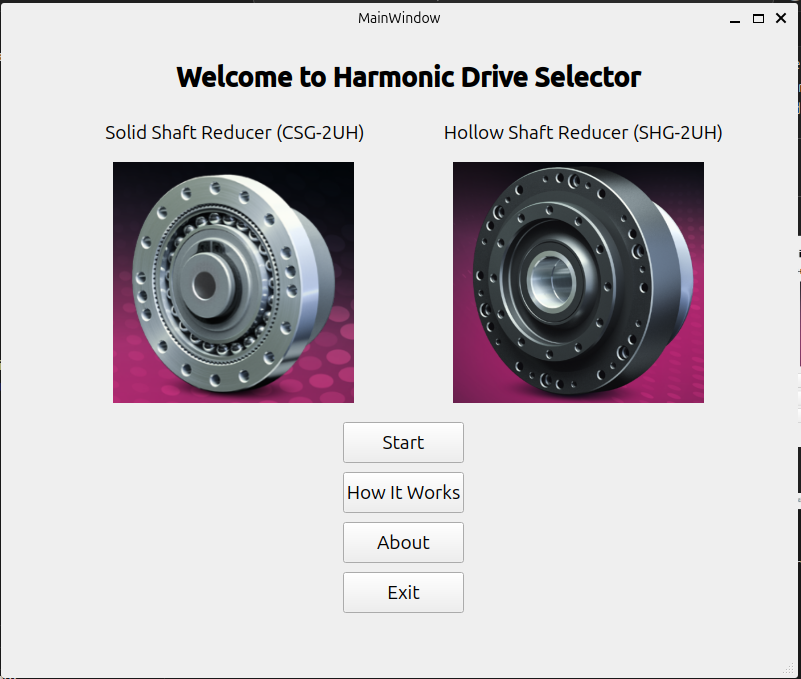 MainWindow
Welcome to Harmonic Drive Selector
Solid Shaft Reducer (CSG-2UH)
Hollow Shaft Reducer (SHG-2UH)
Start
How It Works
About
Exit